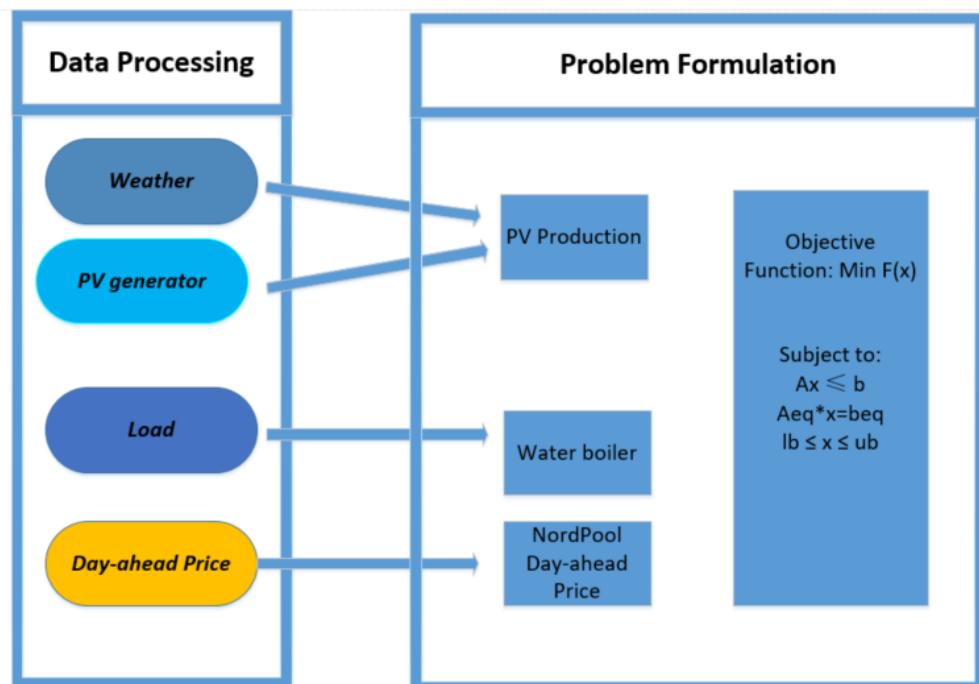 Data Processing
Problem Formulation
Weather
PV generator
Load
Day-ahead Price
PV Production
Water boiler
NordPool
Day-ahead
Price
Objective
Function: Min F(x)
Subject to:
Ax ≤ b
Aeq*x=beq
lb ≤ x ≤ ub